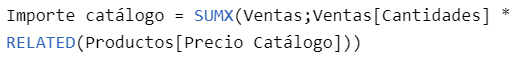 Importe catálogo = SUMX(Ventas;Ventas[Cantidades] *
RELATED(Productos[Precio Catálogo]))